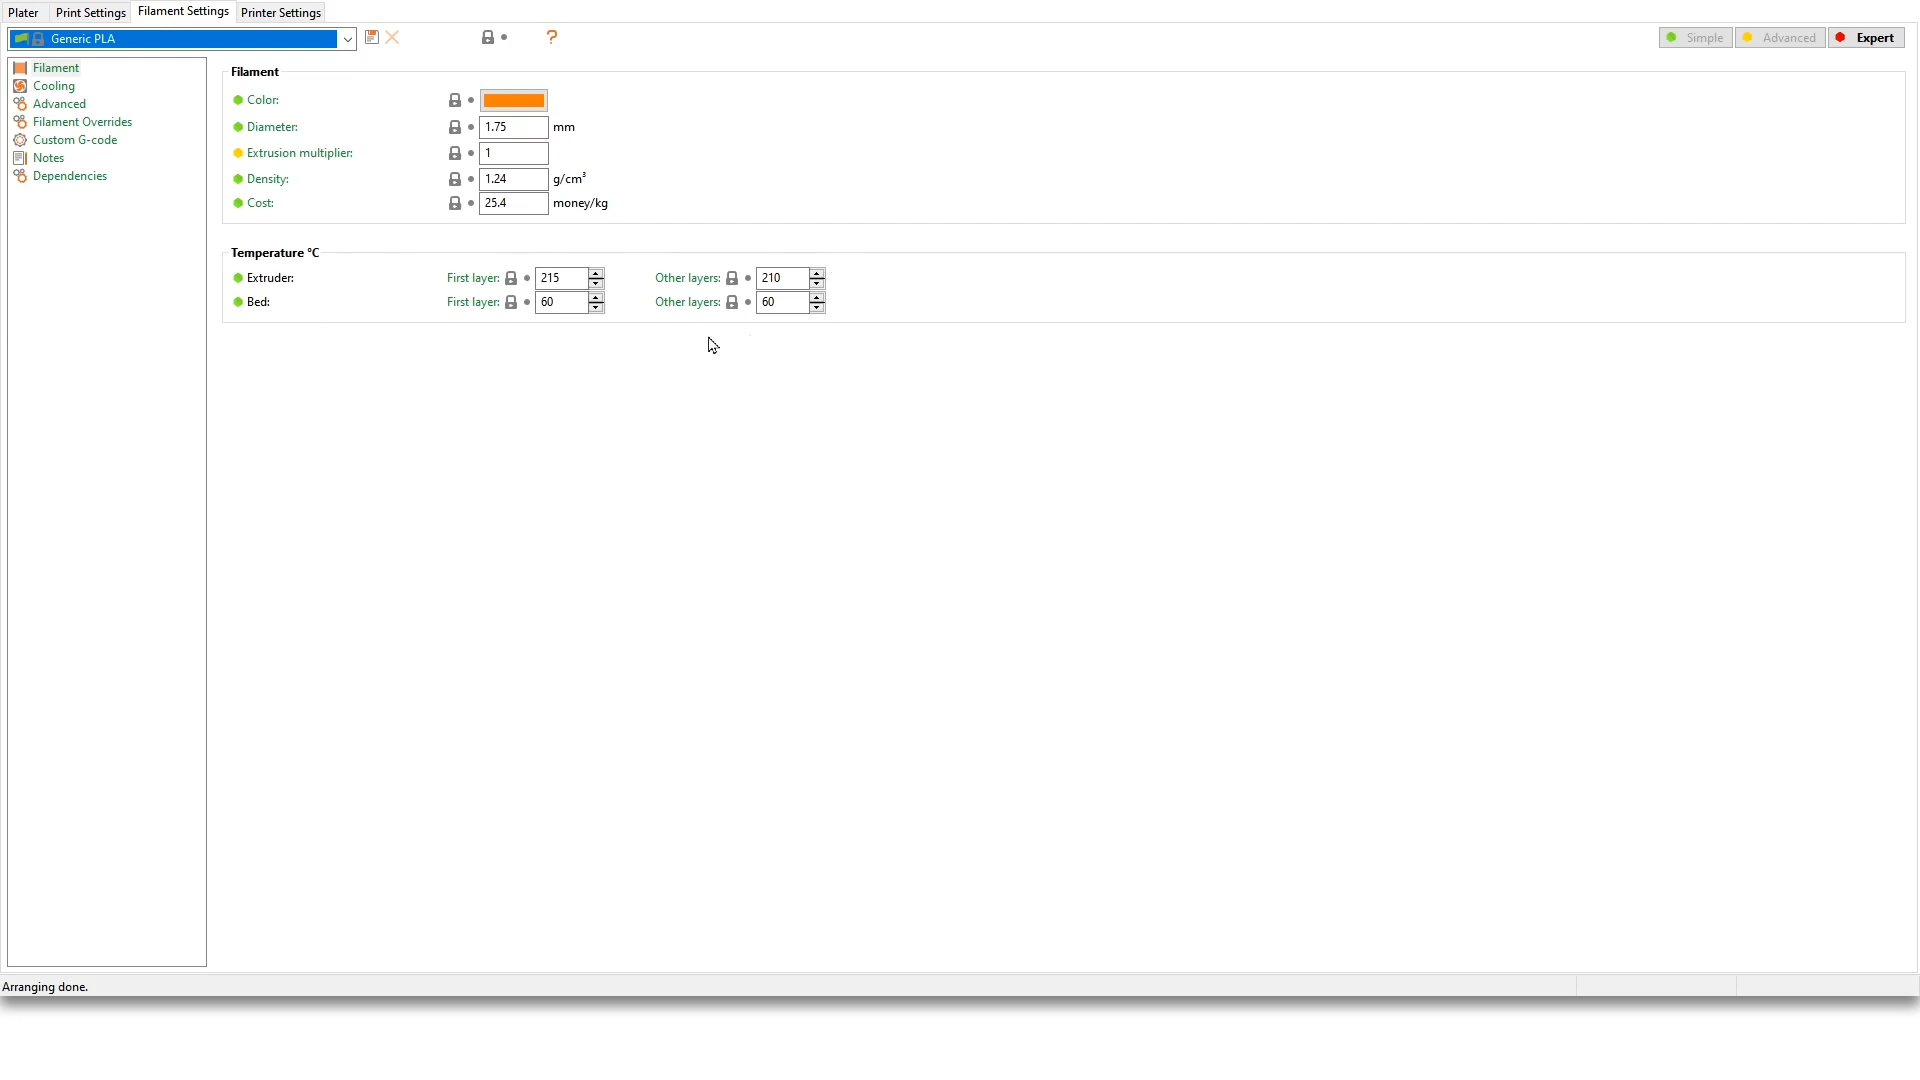 Plater Print Settings Filament Settings Printer Settings
Generic PLA ? Simple Advanced Expert
Filament
Cooling
Advanced
Filament Overrides
Custom G-code
Notes
Dependencies
Filament
Color:
Diameter: 1.75 mm
Extrusion multiplier: 1
Density: 1.24 g/cm³
Cost: 25.4 money/kg
Temperature °C
Extruder: First layer: 215 Other layers: 210
Bed: First layer: 60 Other layers: 60
Arranging done.